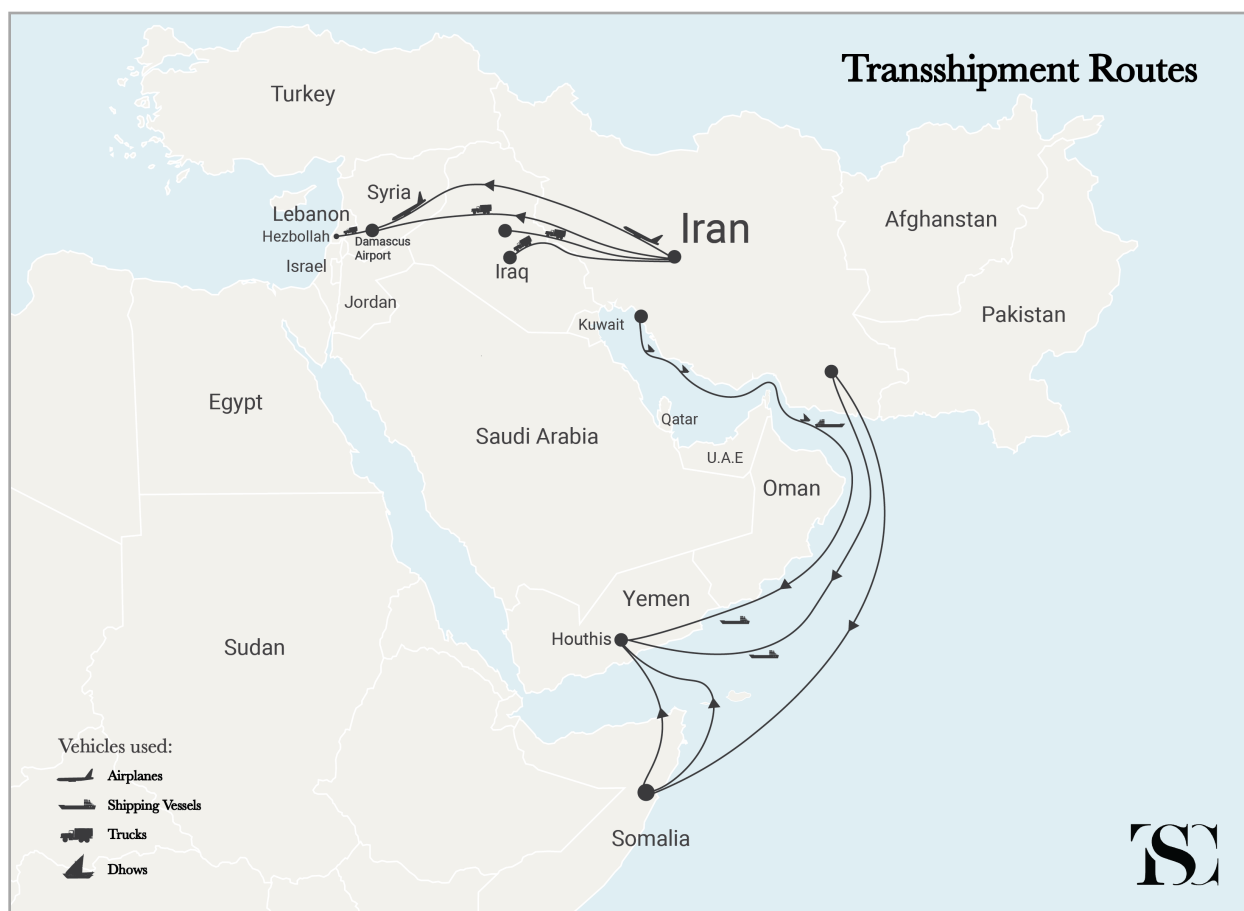 Transshipment Routes
Turkey
Syria
Iran
Afghanstan
Lebanon
Hezbollah
Damascus
Airport
Israel
Iraq
Jordan
Pakistan
Kuwait
Egypt
Qatar
Saudi Arabia
U.A.E
Oman
Yemen
Houthis
Sudan
Vehicles used:
Airplanes
Shipping Vessels
Trucks
Dhows
Somalia
TSC